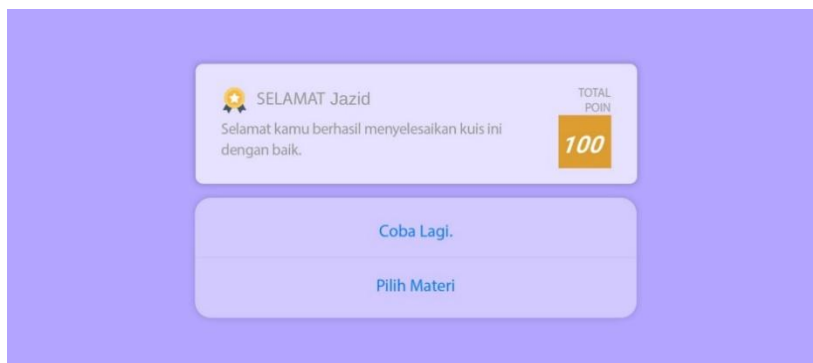 SELAMAT Jazid
Selamat kamu berhasil menyelesaikan kuis ini
dengan baik.
TOTAL
POIN
100
Coba Lagi.
Pilih Materi